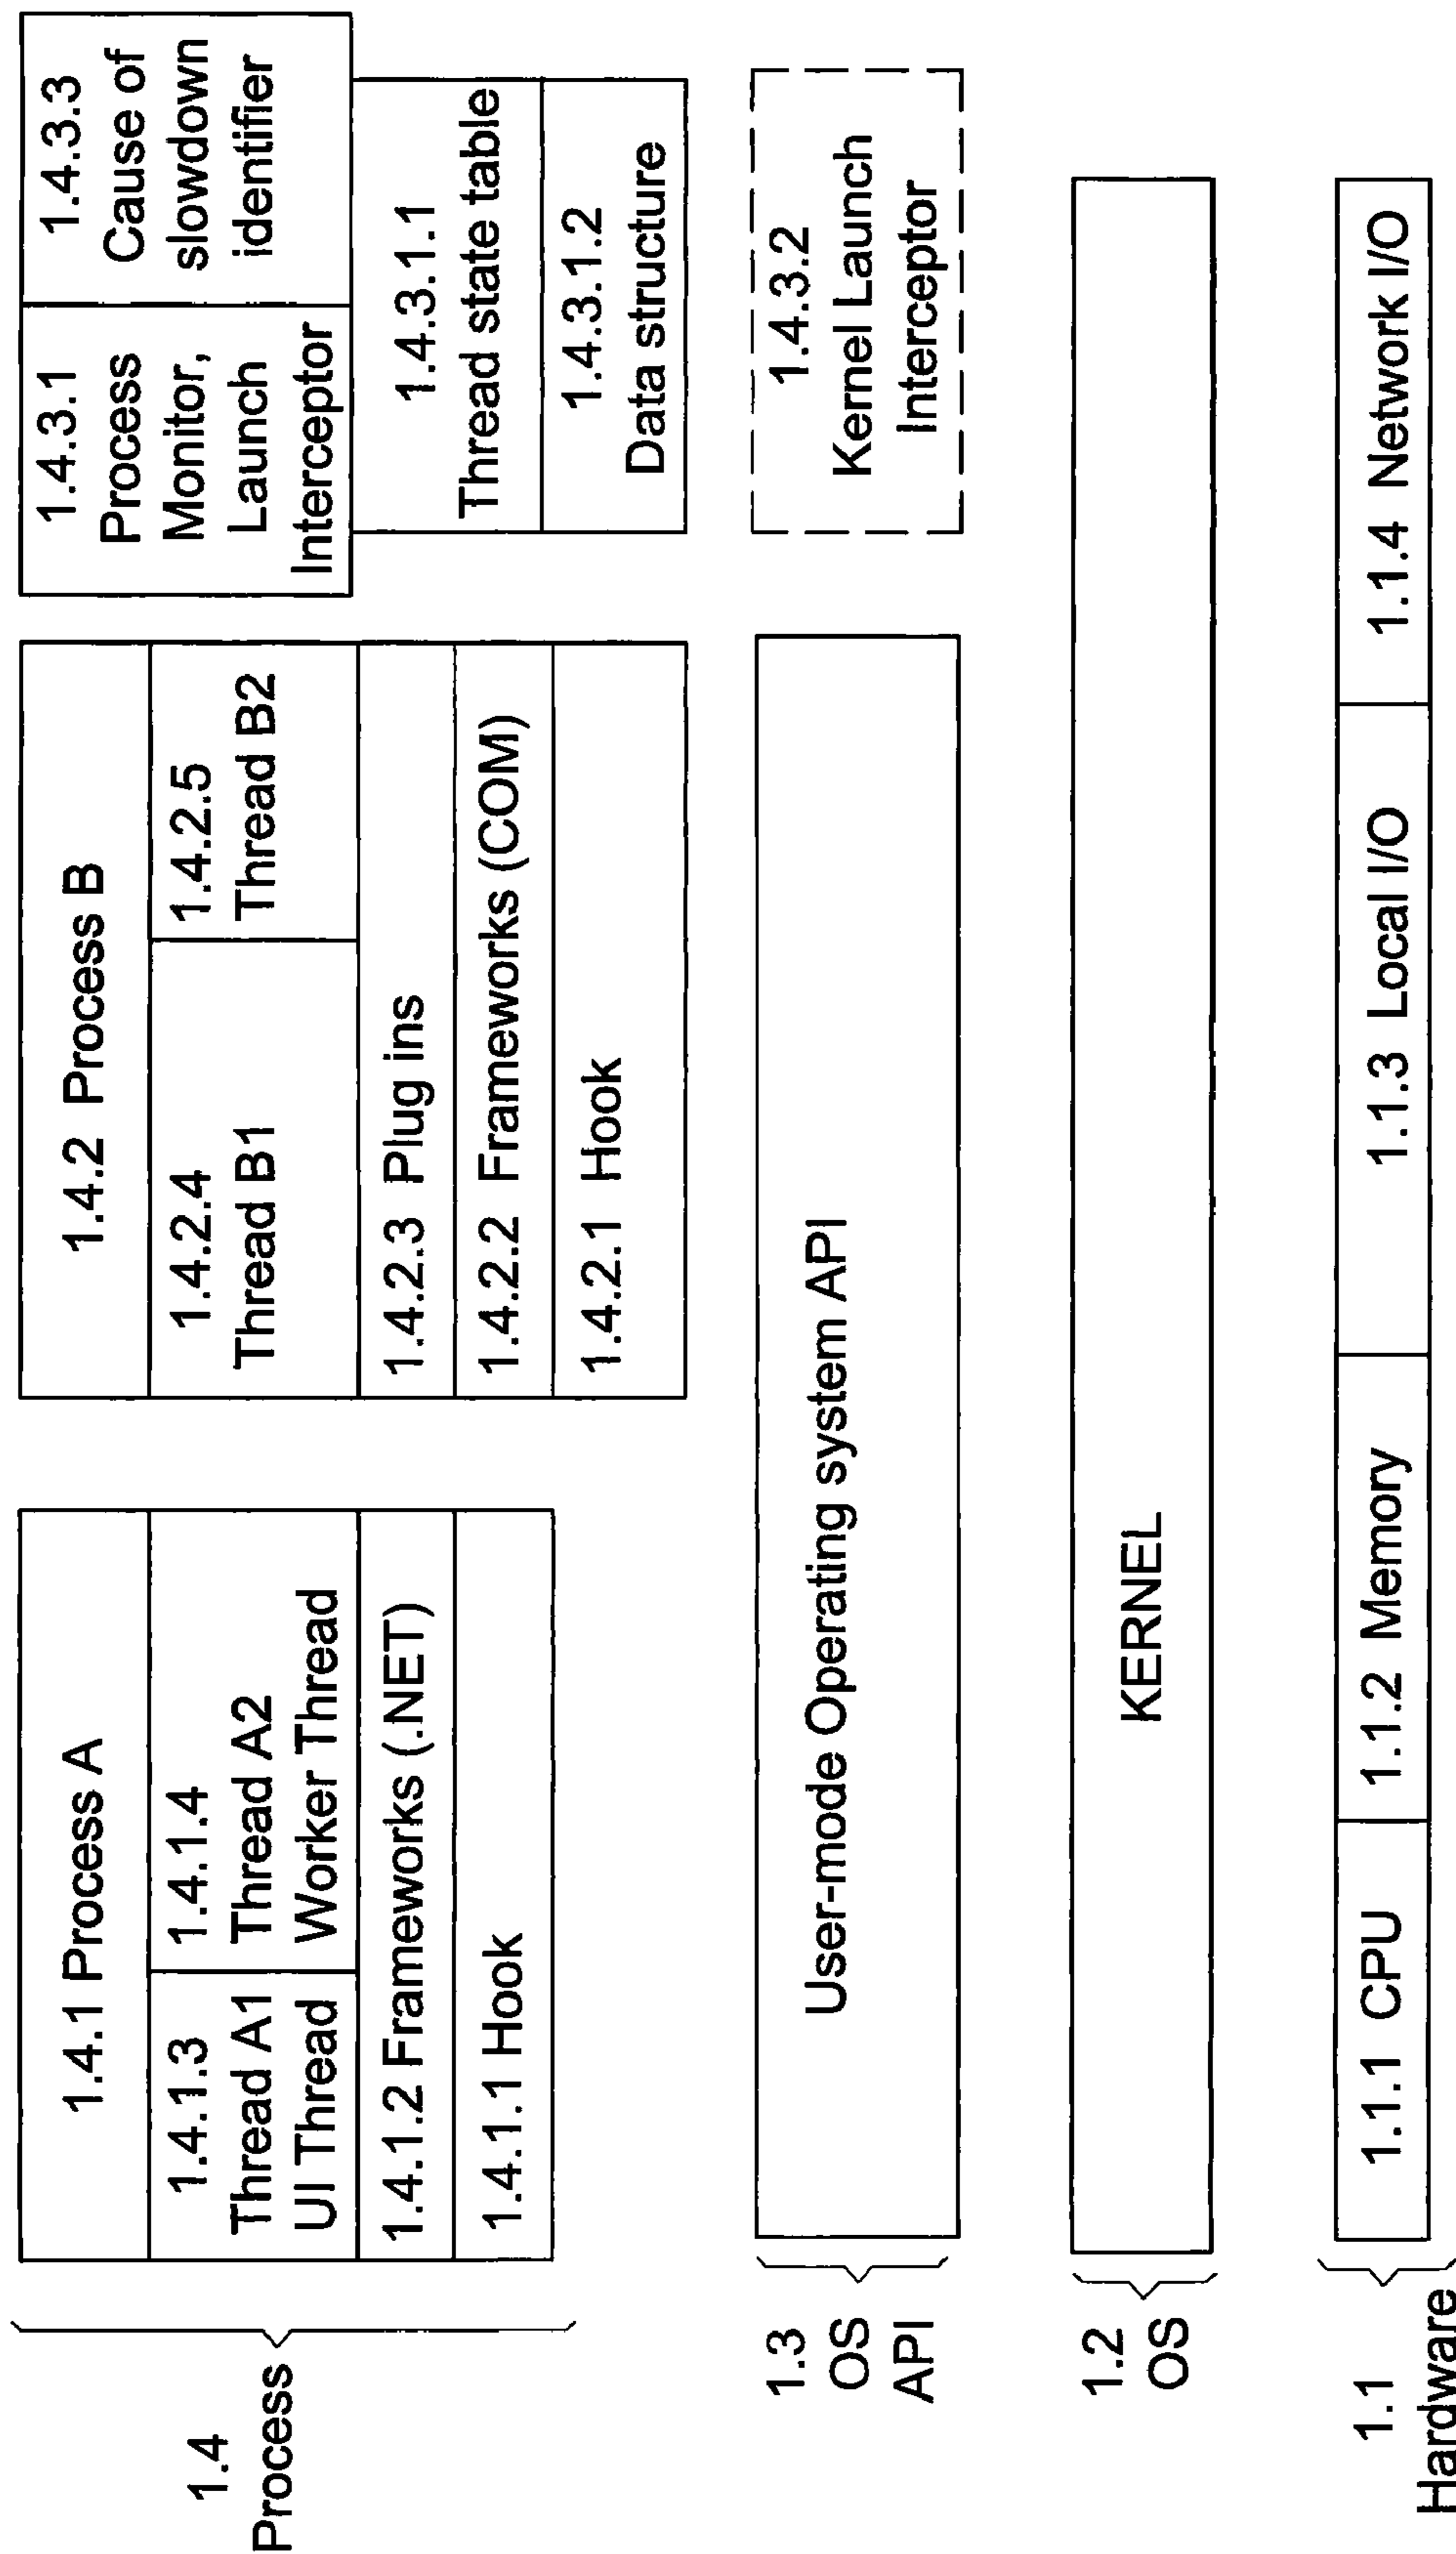 1.4
Process
1.4.1 Process A
1.4.1.3
Thread A1
UI Thread
1.4.1.4
Thread A2
Worker Thread
1.4.1.2 Frameworks (.NET)
1.4.1.1 Hook
1.4.2 Process B
1.4.2.4
Thread B1
1.4.2.5
Thread B2
1.4.2.3 Plug ins
1.4.2.2 Frameworks (COM)
1.4.2.1 Hook
1.4.3.1
Process
Monitor,
Launch
Interceptor
1.4.3.3
Cause of
slowdown
identifier
1.4.3.1.1
Thread state table
1.4.3.1.2
Data structure
1.3
OS
API
User-mode Operating system API
1.4.3.2
Kernel Launch
Interceptor
1.2
OS
KERNEL
1.1
Hardware
1.1.1 CPU
1.1.2 Memory
1.1.3 Local I/O
1.1.4 Network I/O